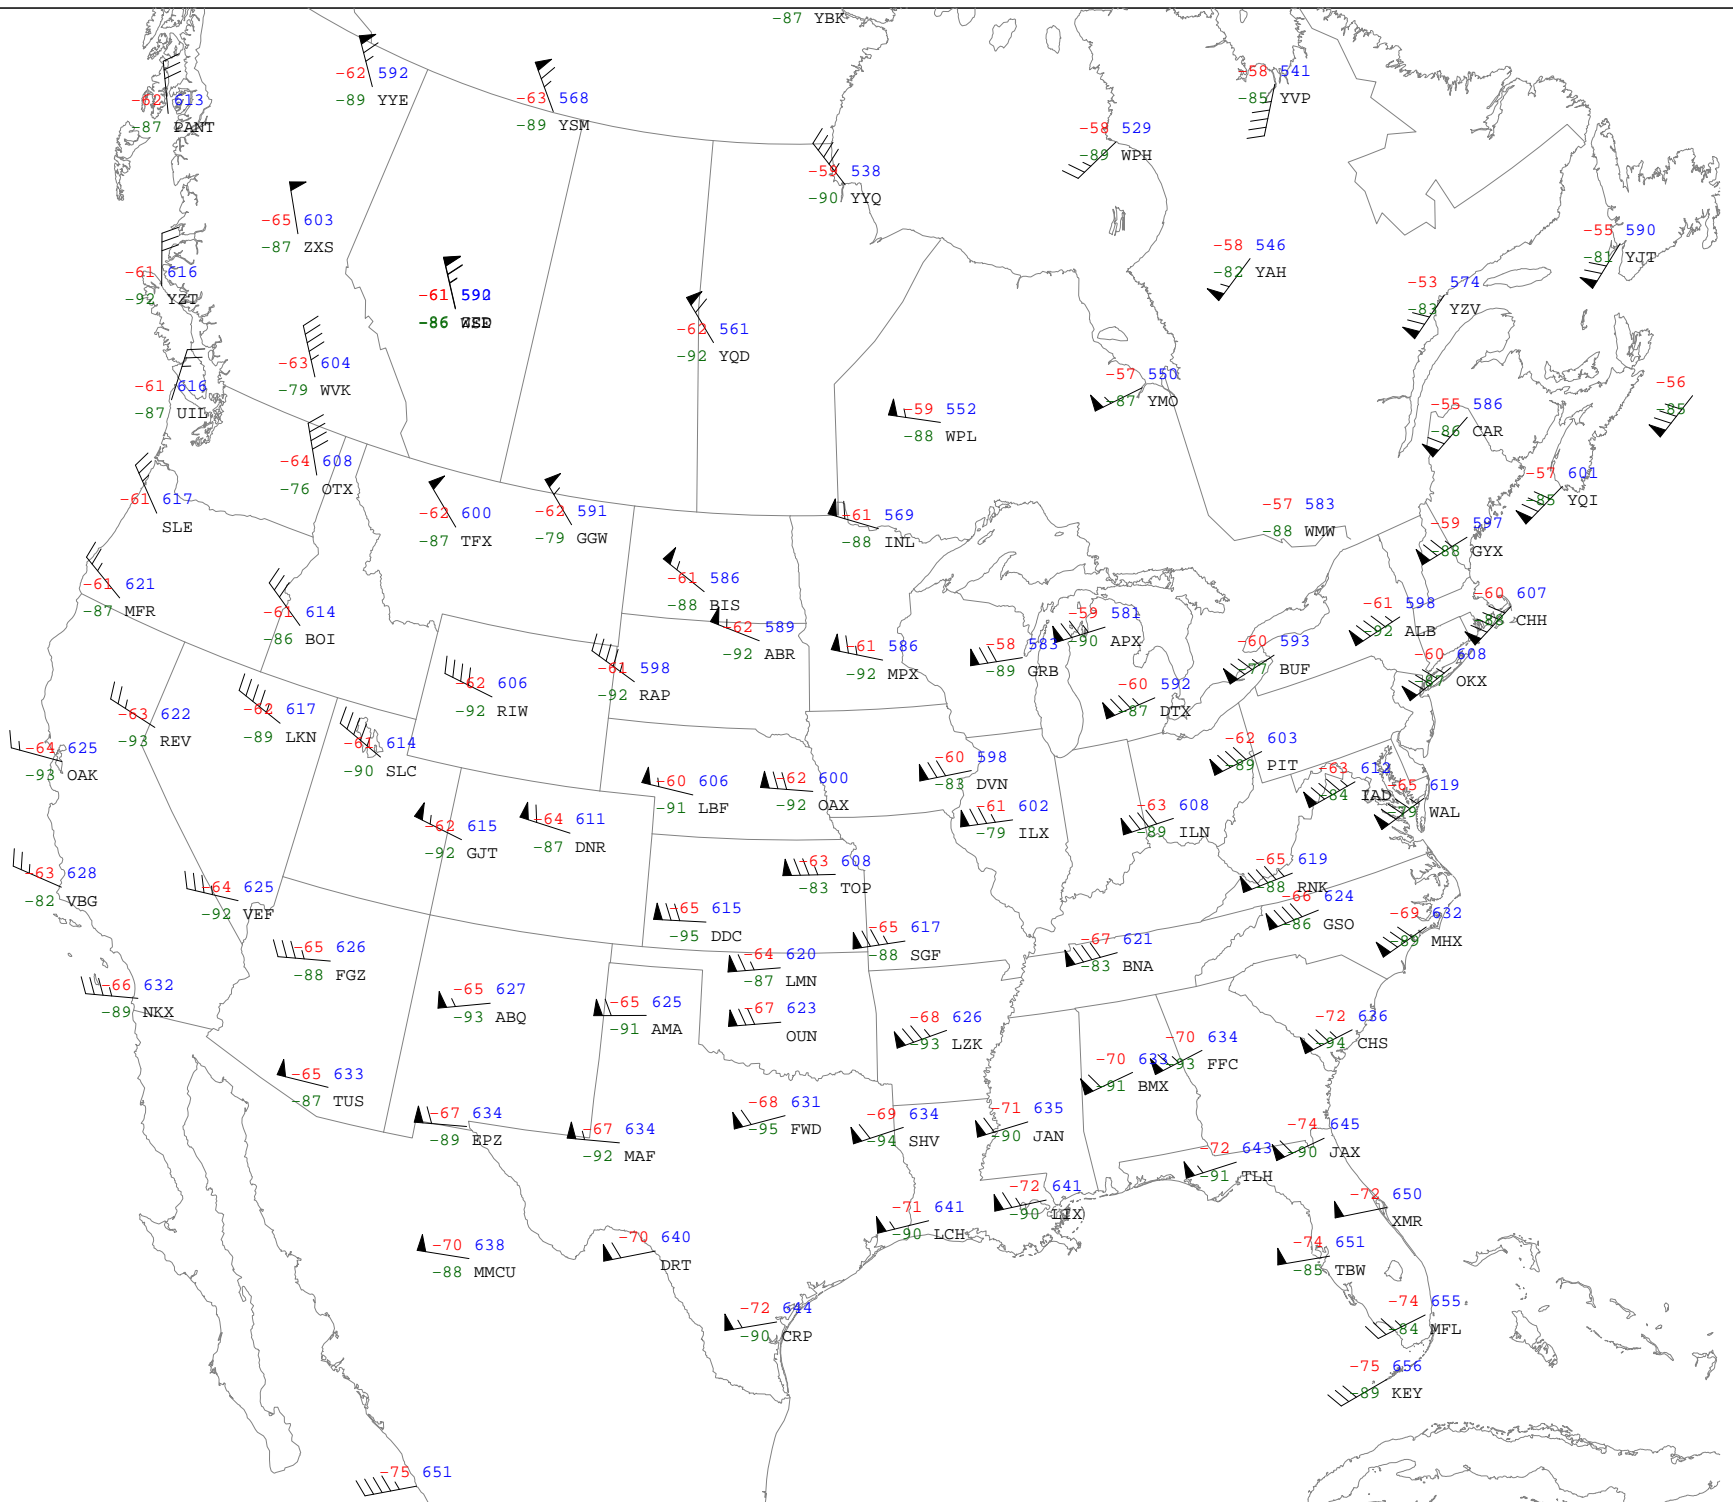 -87 YBK
-62 592
-89 YYE
-58 541
-85 YVP
-62 613
-87 PANT
-63 568
-89 YSM
-58 529
-89 WPH
-59 538
-90 YYQ
-65 603
-87 ZXS
-55 590
-81 YJT
-58 546
-82 YAH
-61 616
-92 YZT
-53 574
-83 YZV
-61
-86
-62 561
-92 YQD
-63 604
-79 WVK
-61 616
-87 UIL
-57 550
-87 YMO
-56
-85
-59 552
-88 WPL
-55 586
-86 CAR
-64 608
-76 OTX
-57 601
-85 YQI
-61 617
SLE
-62 600
-87 TFX
-62 591
-79 GGW
-61 569
-88 INL
-57 583
-88 WMW
-59 597
-88 GYX
-61 621
-87 MFR
-61 586
-88 BIS
-60 607
-88 CHH
-61 614
-86 BOI
-62 589
-92 ABR
-59 581
-90 APX
-61 598
-92 ALB
-61 586
-92 MPX
-58 583
-89 GRB
-60 593
-77 BUF
-60 608
-87 OKX
-61 598
-92 RAP
-62 606
-92 RIW
-60 592
-87 DTX
-63 622
-93 REV
-62 617
-89 LKN
-61 614
-90 SLC
-64 625
-93 OAK
-62 603
-89 PIT
-60 598
-83 DVN
-63 612
-84 IAD
-60 606
-91 LBF
-62 600
-92 OAX
-65 619
-79 WAL
-62 615
-92 GJT
-64 611
-87 DNR
-61 602
-79 ILX
-63 608
-89 ILN
-63 628
-82 VBG
-64 625
-92 VEF
-63 608
-83 TOP
-65 619
-88 RNK
-66 624
-86 GSO
-65 615
-95 DDC
-65 617
-88 SGF
-69 632
-89 MHX
-65 626
-88 FGZ
-64 620
-87 LMN
-67 621
-83 BNA
-66 632
-89 NKX
-65 627
-93 ABQ
-65 625
-91 AMA
-67 623
OUN
-68 626
-93 LZK
-72 636
-94 CHS
-70 634
-93 FFC
-70 633
-91 BMX
-65 633
-87 TUS
-67 634
-89 EPZ
-67 634
-92 MAF
-68 631
-95 FWD
-69 634
-94 SHV
-71 635
-90 JAN
-74 645
-90 JAX
-72 643
-91 TLH
-72 641
-90 LIX
-72 650
XMR
-71 641
-90 LCH
-70 638
-88 MMCU
-70 640
DRT
-74 651
-85 TBW
-72 644
-90 CRP
-74 655
-84 MFL
-75 656
-89 KEY
-75 651